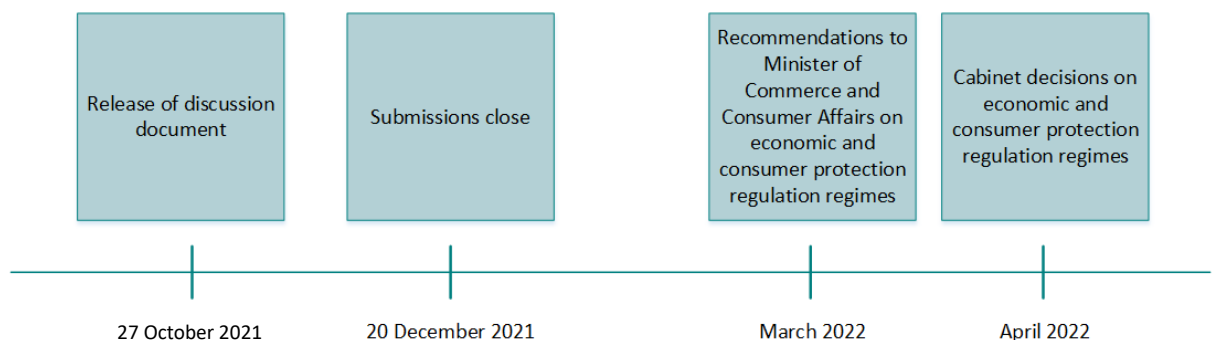 Release of discussion
document
Submissions close
Recommendations to
Minister of
Commerce and
Consumer Affairs on
economic and
consumer protection
regulation regimes
Cabinet decisions on
economic and
consumer protection
regulation regimes
27 October 2021
20 December 2021
March 2022
April 2022